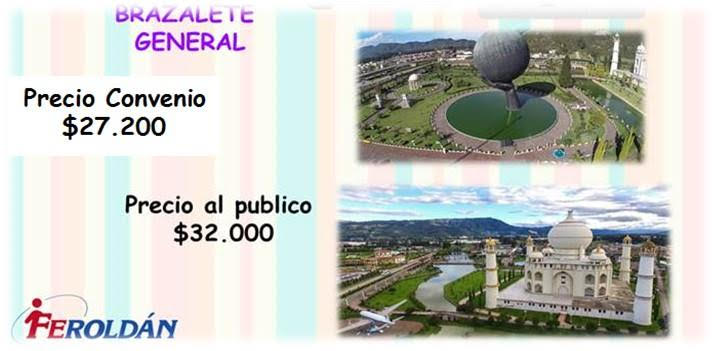 BRAZALETE
GENERAL
Precio Convenio
$27.200
Precio al publico
$32.000
FEROLDÁN